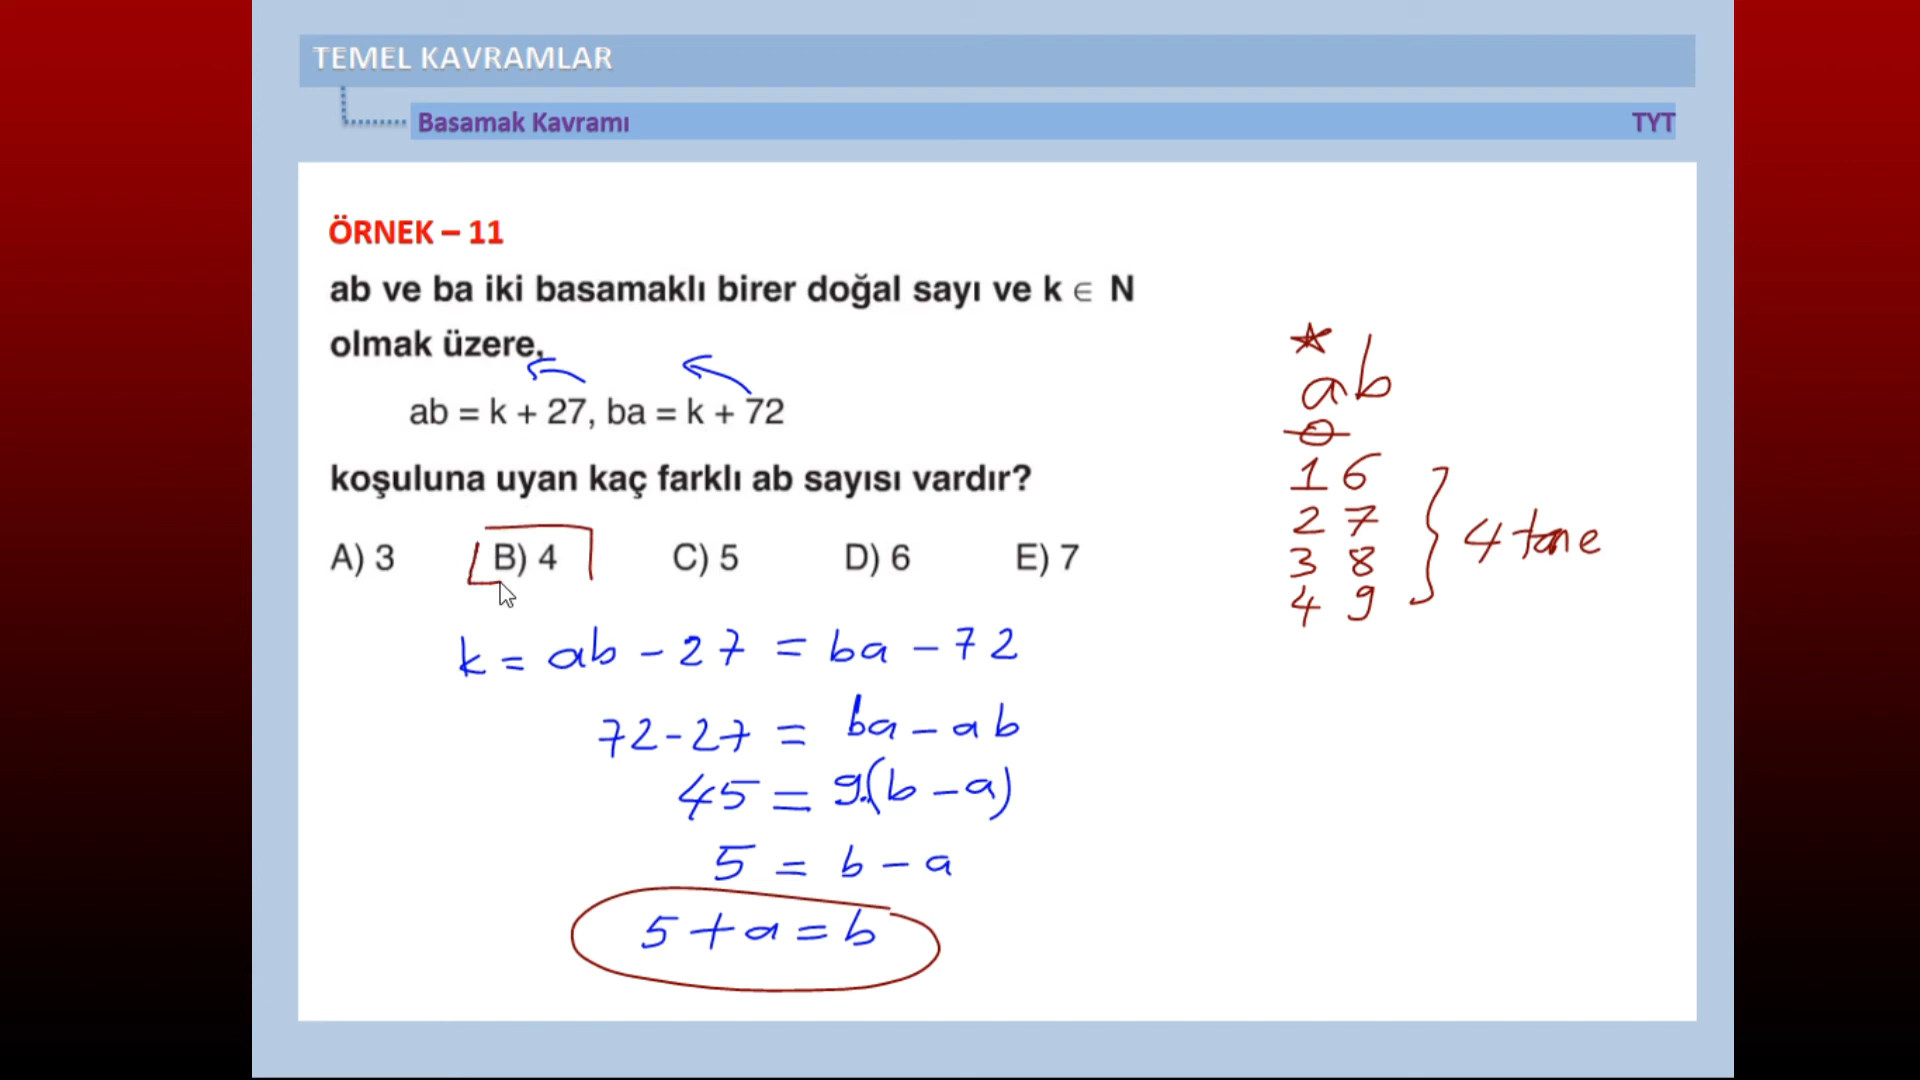 TEMEL KAVRAMLAR
Basamak Kavramı
TYT
ÖRNEK – 11
ab ve ba iki basamaklı birer doğal sayı ve k ∈ N
olmak üzere,
ab = k + 27, ba = k + 72
koşuluna uyan kaç farklı ab sayısı vardır?
A) 3 B) 4 C) 5 D) 6 E) 7
k = ab - 27 = ba - 72
72 - 27 = ba - ab
45 = 9.(b - a)
5 = b - a
5 + a = b
ab
0
1 6
2 7
3 8
4 9
4 tane